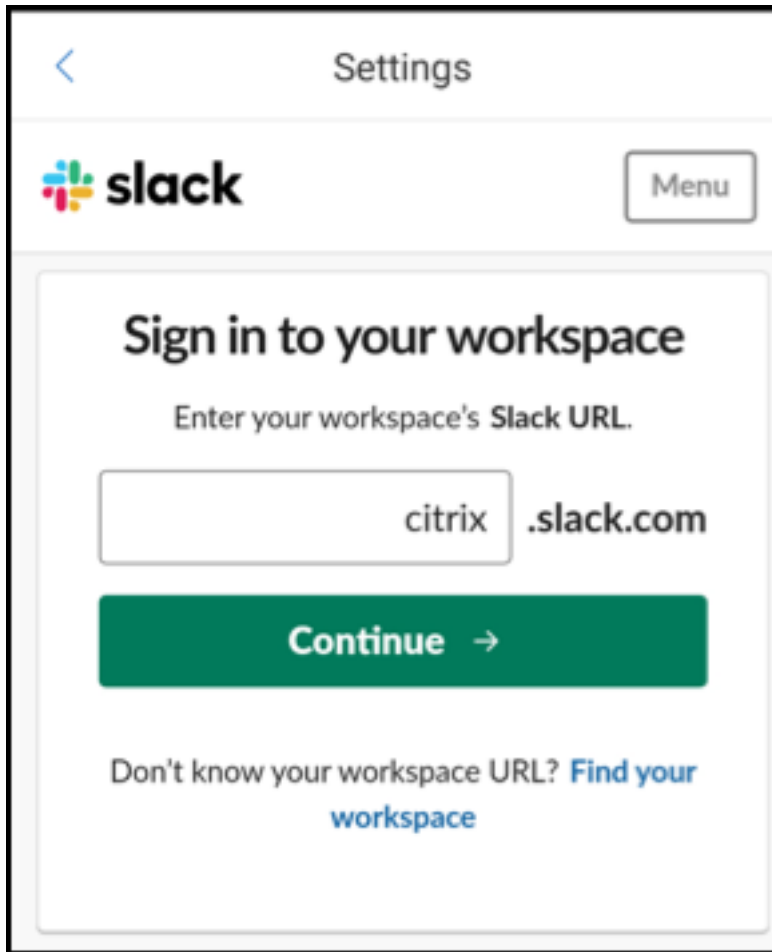 Settings
slack
Menu
Sign in to your workspace
Enter your workspace's Slack URL.
citrix .slack.com
Continue →
Don't know your workspace URL? Find your
workspace